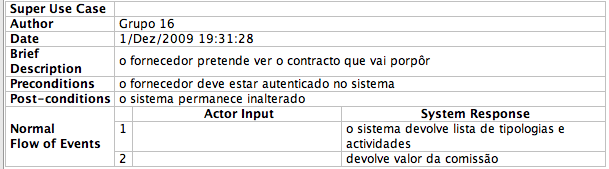 Super Use Case
Author Grupo 16
Date 1/Dez/2009 19:31:28
Brief Description o fornecedor pretende ver o contracto que vai porpôr
Preconditions o fornecedor deve estar autenticado no sistema
Post-conditions o sistema permanece inalterado
Normal Flow of Events
Actor Input System Response
1 o sistema devolve lista de tipologias e
actividades
2 devolve valor da comissão